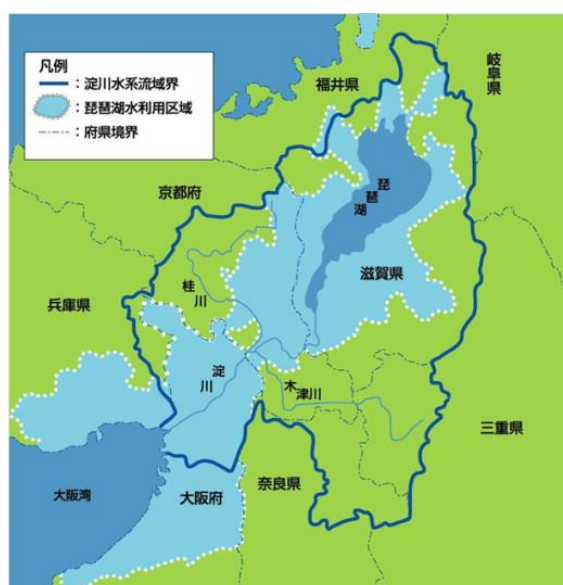 凡例
：淀川水系流域界
：琵琶湖水利用区域
：府県境界
福井県
岐阜県
京都府
琵琶湖
滋賀県
兵庫県
桂川
淀川
木津川
三重県
大阪湾
大阪府
奈良県